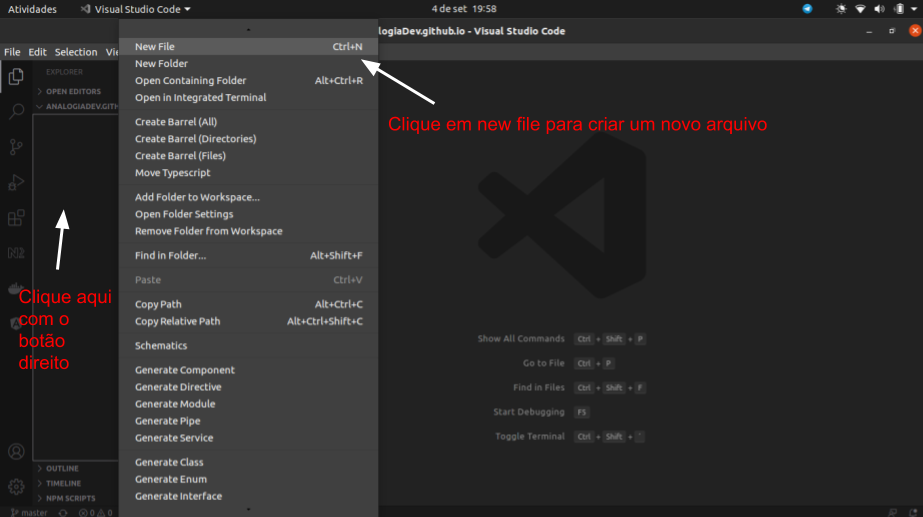 Atividades
Visual Studio Code
4 de set 19:58
logiaDev.github.io - Visual Studio Code
File Edit Selection Vie
EXPLORER
OPEN EDITORS
ANALOGIADEV.GITH
New File Ctrl+N
New Folder
Open Containing Folder Alt+Ctrl+R
Open in Integrated Terminal
Create Barrel (All)
Create Barrel (Directories)
Create Barrel (Files)
Move Typescript
Add Folder to Workspace...
Open Folder Settings
Remove Folder from Workspace
Find in Folder... Alt+Shift+F
Paste Ctrl+V
Copy Path Alt+Ctrl+C
Copy Relative Path Alt+Ctrl+Shift+C
Schematics
Generate Component
Generate Directive
Generate Module
Generate Pipe
Generate Service
Generate Class
Generate Enum
Generate Interface
Clique em new file para criar um novo arquivo
Clique aqui
com o
botão
direito
Show All Commands Ctrl + Shift + P
Go to File Ctrl + P
Find in Files Ctrl + Shift + F
Start Debugging F5
Toggle Terminal Ctrl + Shift + `
OUTLINE
TIMELINE
NPM SCRIPTS
master 0 0